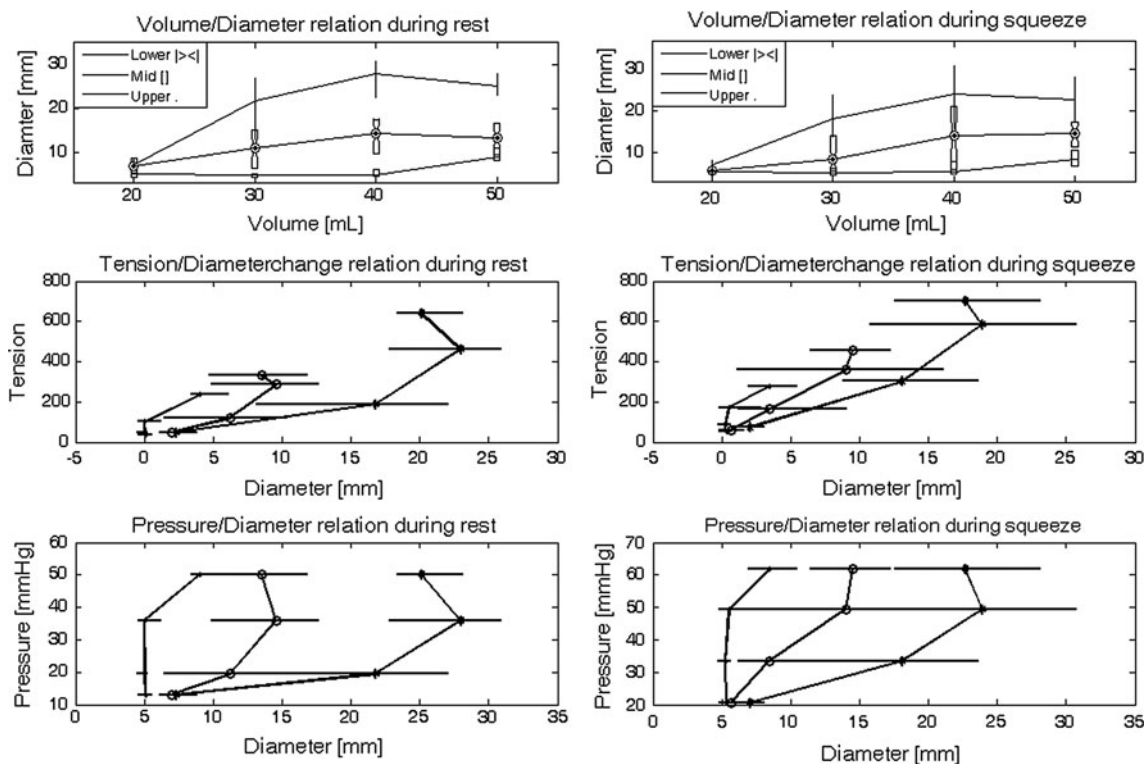 Volume/Diameter relation during rest
Lower |><|
Mid []
Upper .
Diamter [mm]
30
20
10
20 30 40 50
Volume [mL]
Volume/Diameter relation during squeeze
Lower |><|
Mid []
Upper .
Diameter [mm]
30
20
10
20 30 40 50
Volume [mL]
Tension/Diameterchange relation during rest
Tension
800
600
400
200
0
-5 0 5 10 15 20 25 30
Diameter [mm]
Tension/Diameterchange relation during squeeze
Tension
800
600
400
200
0
-5 0 5 10 15 20 25 30
Diameter [mm]
Pressure/Diameter relation during rest
Pressure [mmHg]
60
50
40
30
20
10
0 5 10 15 20 25 30 35
Diameter [mm]
Pressure/Diameter relation during squeeze
Pressure [mmHg]
70
60
50
40
30
20
0 5 10 15 20 25 30 35
Diameter [mm]